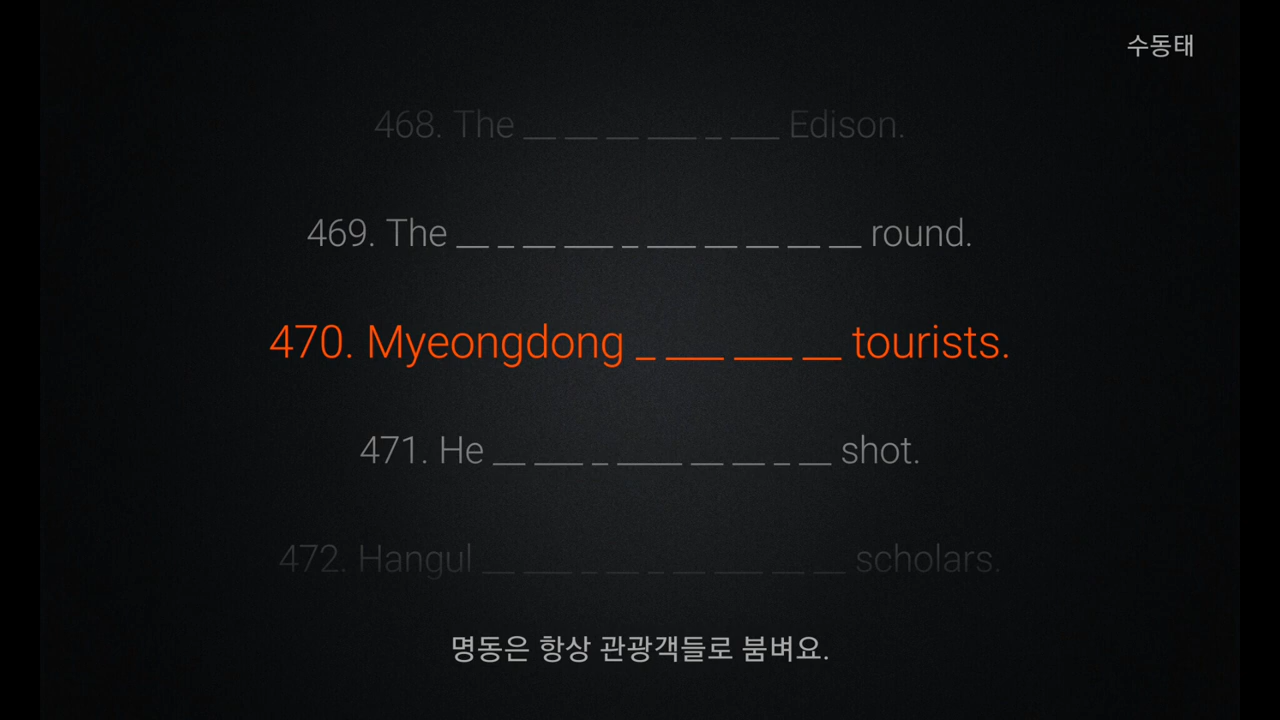 수동태
468. The __ __ __ ___ _ ___ Edison.
469. The __ _ __ ___ _ ___ __ __ __ __ round.
470. Myeongdong _ ___ ___ __ tourists.
471. He __ ___ _ ____ __ __ _ __ shot.
472. Hangul __ ___ _ __ _ __ ___ __ __ scholars.
명동은 항상 관광객들로 붐벼요.